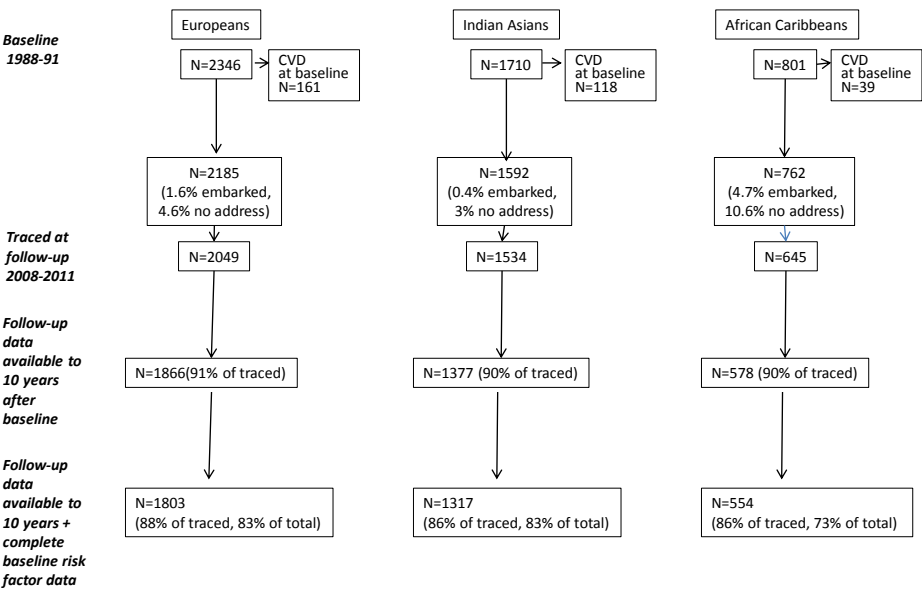 Europeans
Indian Asians
African Caribbeans
Baseline
1988-91
N=2346
CVD
at baseline
N=161
N=1710
CVD
at baseline
N=118
N=801
CVD
at baseline
N=39
N=2185
(1.6% embarked,
4.6% no address)
N=1592
(0.4% embarked,
3% no address)
N=762
(4.7% embarked,
10.6% no address)
Traced at
follow-up
2008-2011
N=2049
N=1534
N=645
Follow-up
data
available to
10 years
after
baseline
N=1866(91% of traced)
N=1377 (90% of traced)
N=578 (90% of traced)
Follow-up
data
available to
10 years +
complete
baseline risk
factor data
N=1803
(88% of traced, 83% of total)
N=1317
(86% of traced, 83% of total)
N=554
(86% of traced, 73% of total)